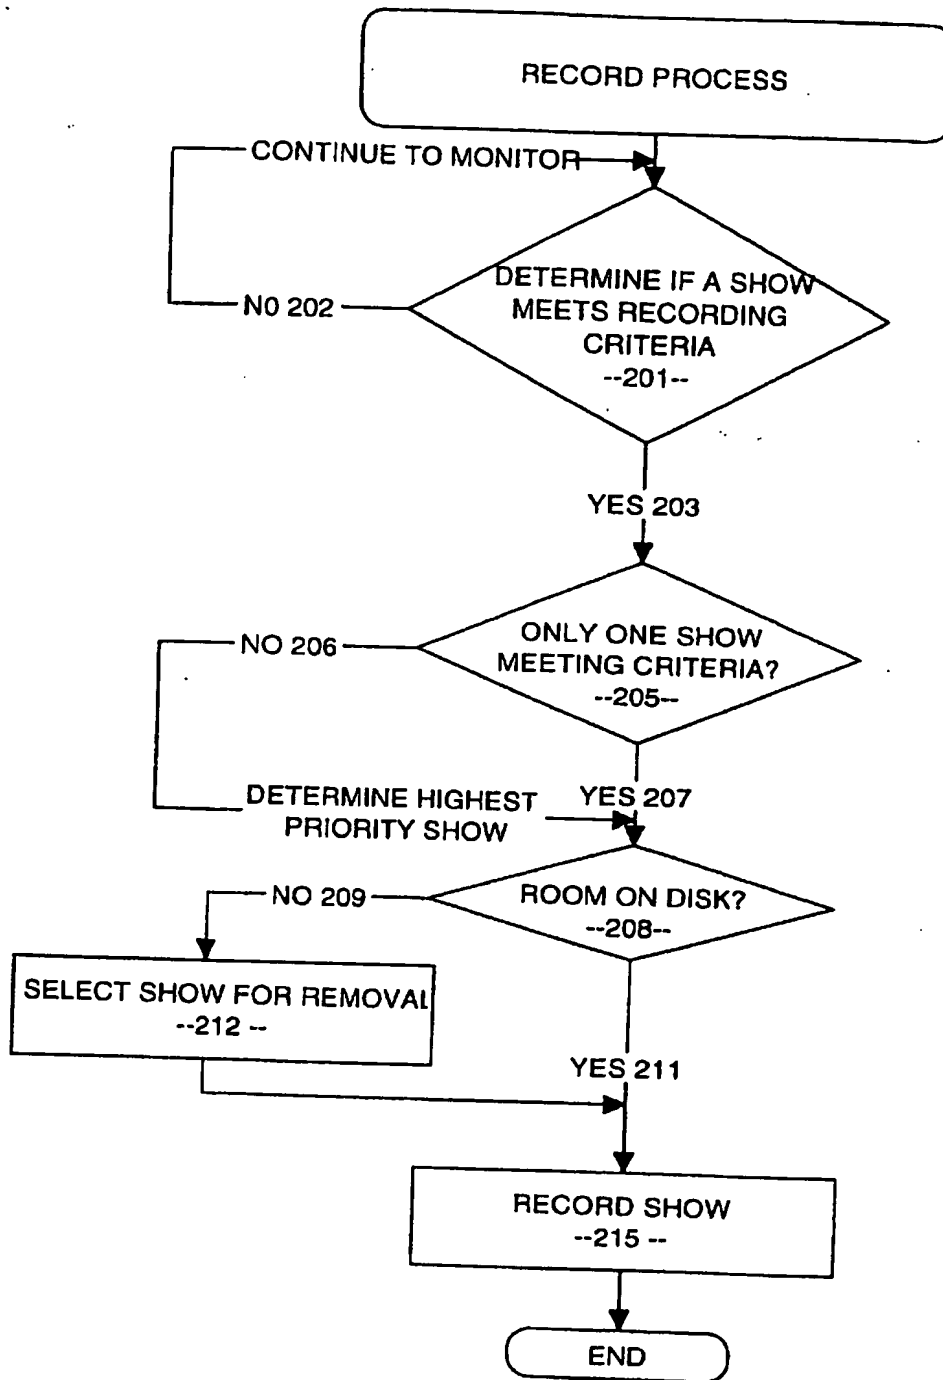 RECORD PROCESS
CONTINUE TO MONITOR
DETERMINE IF A SHOW
MEETS RECORDING
CRITERIA
--201--
N0 202
YES 203
ONLY ONE SHOW
MEETING CRITERIA?
--205--
NO 206
DETERMINE HIGHEST
PRIORITY SHOW
YES 207
ROOM ON DISK?
--208--
NO 209
SELECT SHOW FOR REMOVAL
--212 --
YES 211
RECORD SHOW
--215 --
END